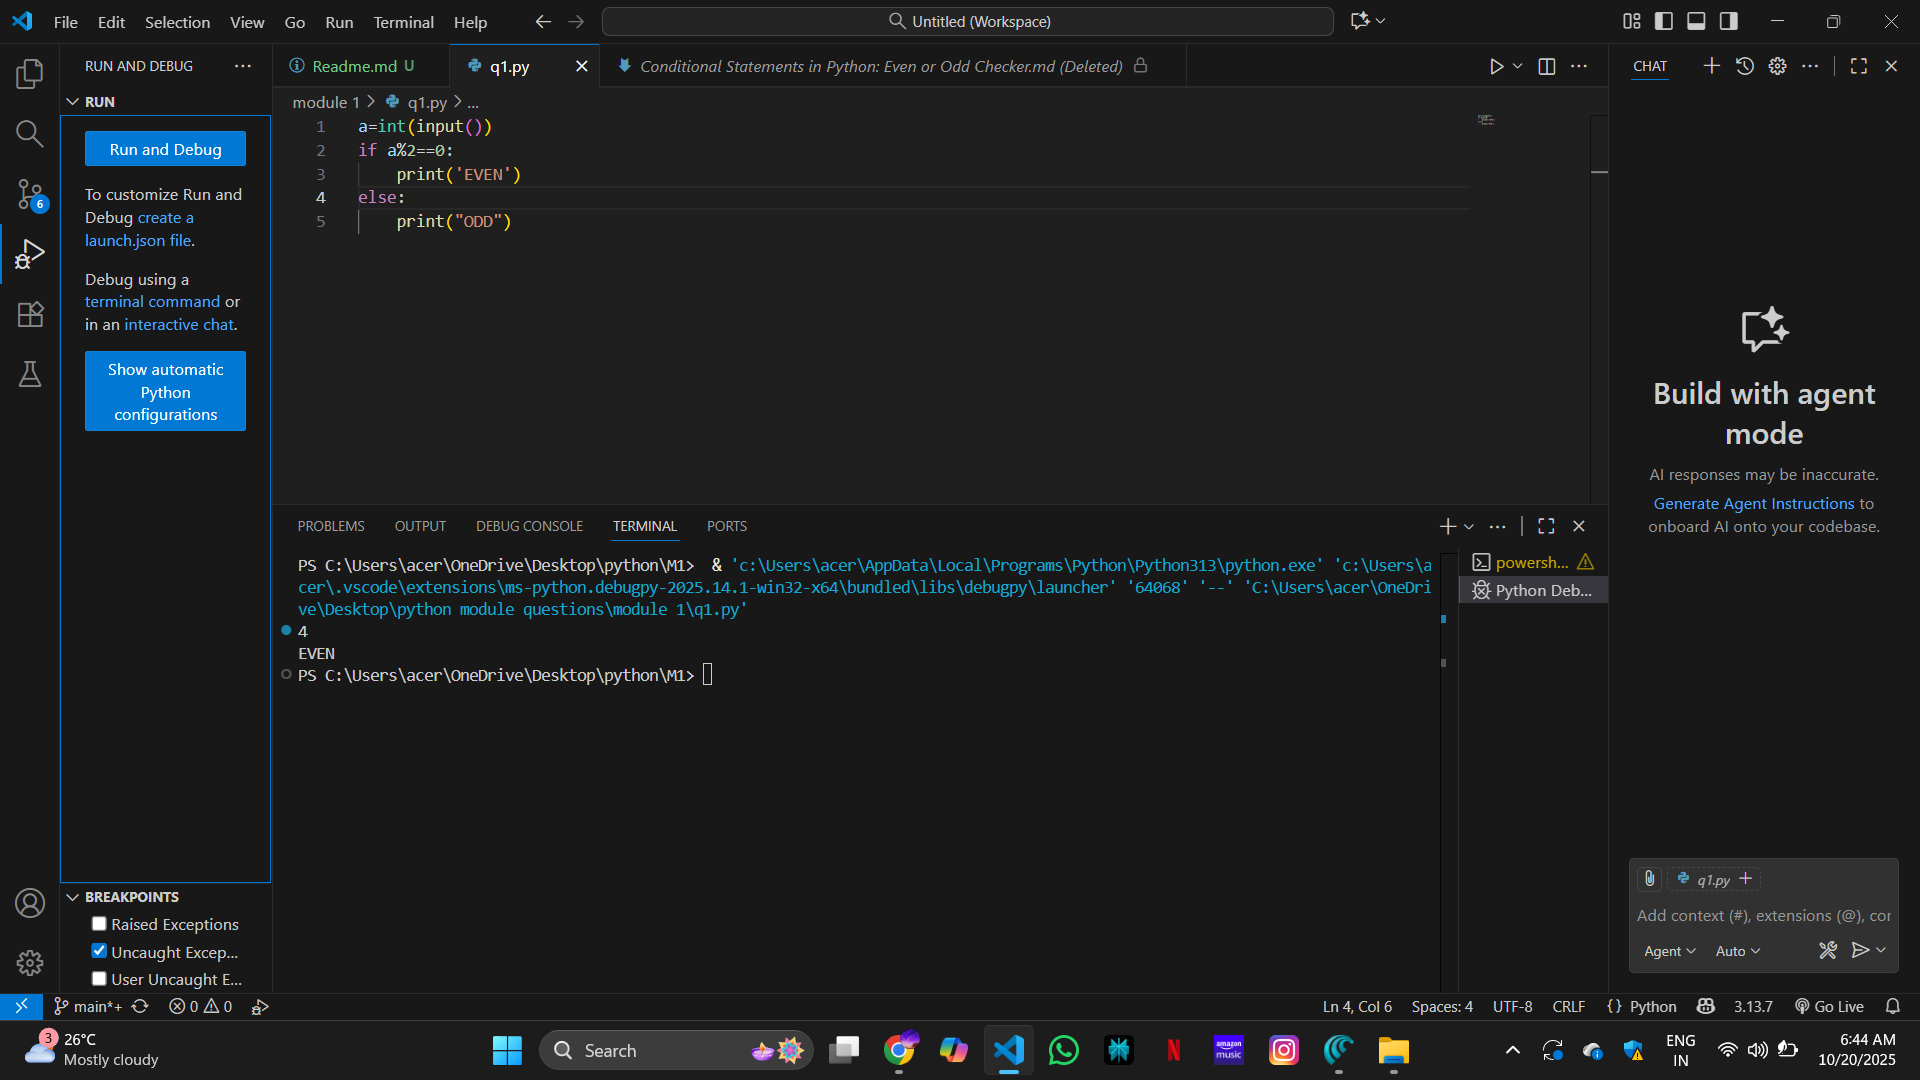 File Edit Selection View Go Run Terminal Help
Untitled (Workspace)
RUN AND DEBUG
RUN
Run and Debug
To customize Run and
Debug create a
launch.json file.
Debug using a
terminal command or
in an interactive chat.
Show automatic
Python
configurations
BREAKPOINTS
Raised Exceptions
Uncaught Excep...
User Uncaught E...
Readme.md U
q1.py
Conditional Statements in Python: Even or Odd Checker.md (Deleted)
module 1 > q1.py > ...
1 a=int(input())
2 if a%2==0:
3 print('EVEN')
4 else:
5 print("ODD")
PROBLEMS OUTPUT DEBUG CONSOLE TERMINAL PORTS
PS C:\Users\acer\OneDrive\Desktop\python\M1> & 'c:\Users\acer\AppData\Local\Programs\Python\Python313\python.exe' 'c:\Users\a
cer\.vscode\extensions\ms-python.debugpy-2025.14.1-win32-x64\bundled\libs\debugpy\launcher' '64068' '--' 'C:\Users\acer\OneDri
ve\Desktop\python module questions\module 1\q1.py'
4
EVEN
PS C:\Users\acer\OneDrive\Desktop\python\M1>
powersh...
Python Deb...
CHAT
Build with agent
mode
AI responses may be inaccurate.
Generate Agent Instructions to
onboard AI onto your codebase.
q1.py
Add context (#), extensions (@), cor
Agent Auto
6
main*+ 0 0
Ln 4, Col 6 Spaces: 4 UTF-8 CRLF {} Python 3.13.7 Go Live
3
26°C
Mostly cloudy
Search
amazon
music
ENG
IN
6:44 AM
10/20/2025